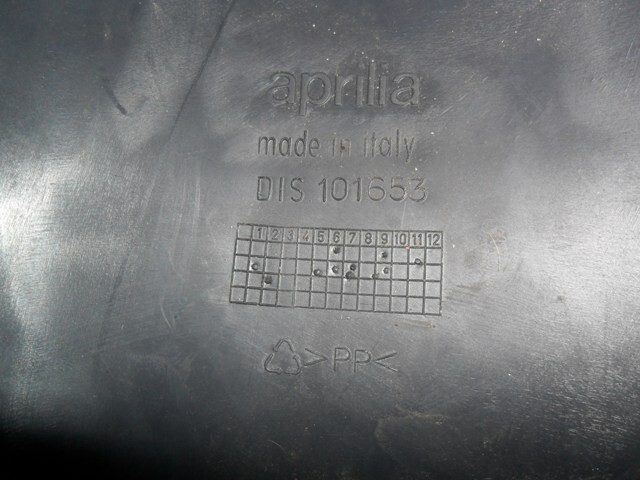 aprilia
made in italy
DIS 101653
1 2 3 4 5 6 7 8 9 10 11 12
>PP<